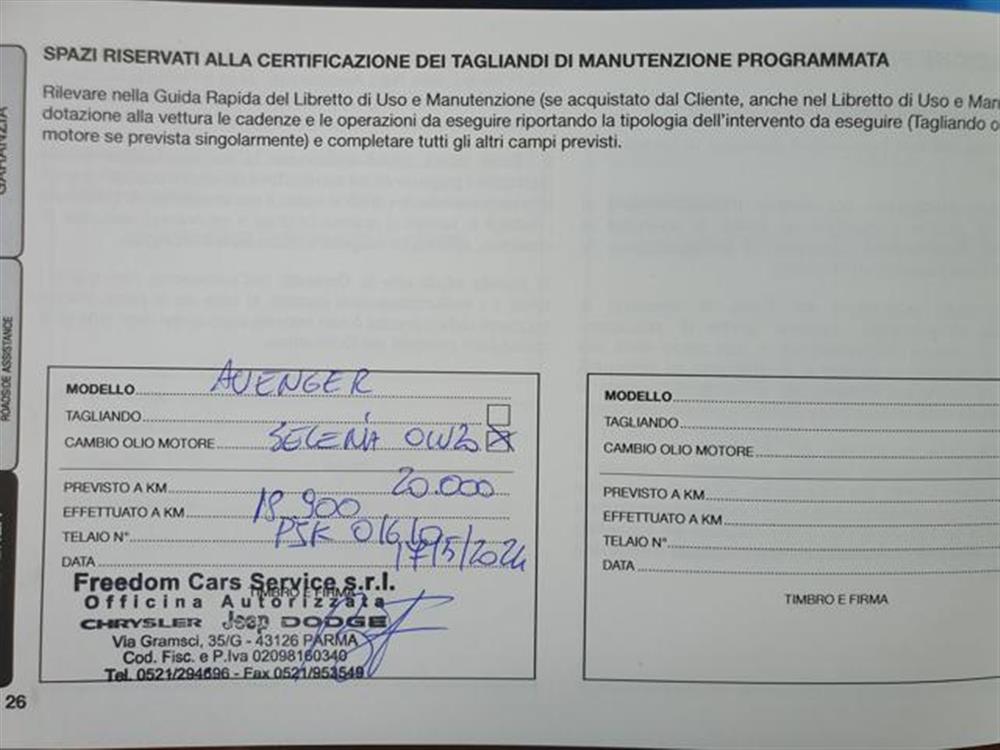 SPAZI RISERVATI ALLA CERTIFICAZIONE DEI TAGLIANDI DI MANUTENZIONE PROGRAMMATA
Rilevare nella Guida Rapida del Libretto di Uso e Manutenzione (se acquistato dal Cliente, anche nel Libretto di Uso e Man
dotazione alla vettura le cadenze e le operazioni da eseguire riportando la tipologia dell'intervento da eseguire (Tagliando o
motore se prevista singolarmente) e completare tutti gli altri campi previsti.
GARANZIA
ROADSIDE ASSISTANCE
MODELLO AVENGER
TAGLIANDO
CAMBIO OLIO MOTORE SELENIA
PREVISTO A KM 20.000
EFFETTUATO A KM 18.900
TELAIO N°
DATA 17/5/2024
TIMBRO E FIRMA
Freedom Cars Service s.r.l.
Officina Autorizzata
CHRYSLER Jeep DODGE
Via Gramsci, 35/G - 43126 PARMA
Cod. Fisc. e P.Iva 02098160340
Tel. 0521/294696 - Fax 0521/953549
MODELLO
TAGLIANDO
CAMBIO OLIO MOTORE
PREVISTO A KM
EFFETTUATO A KM
TELAIO N°
DATA
TIMBRO E FIRMA
26